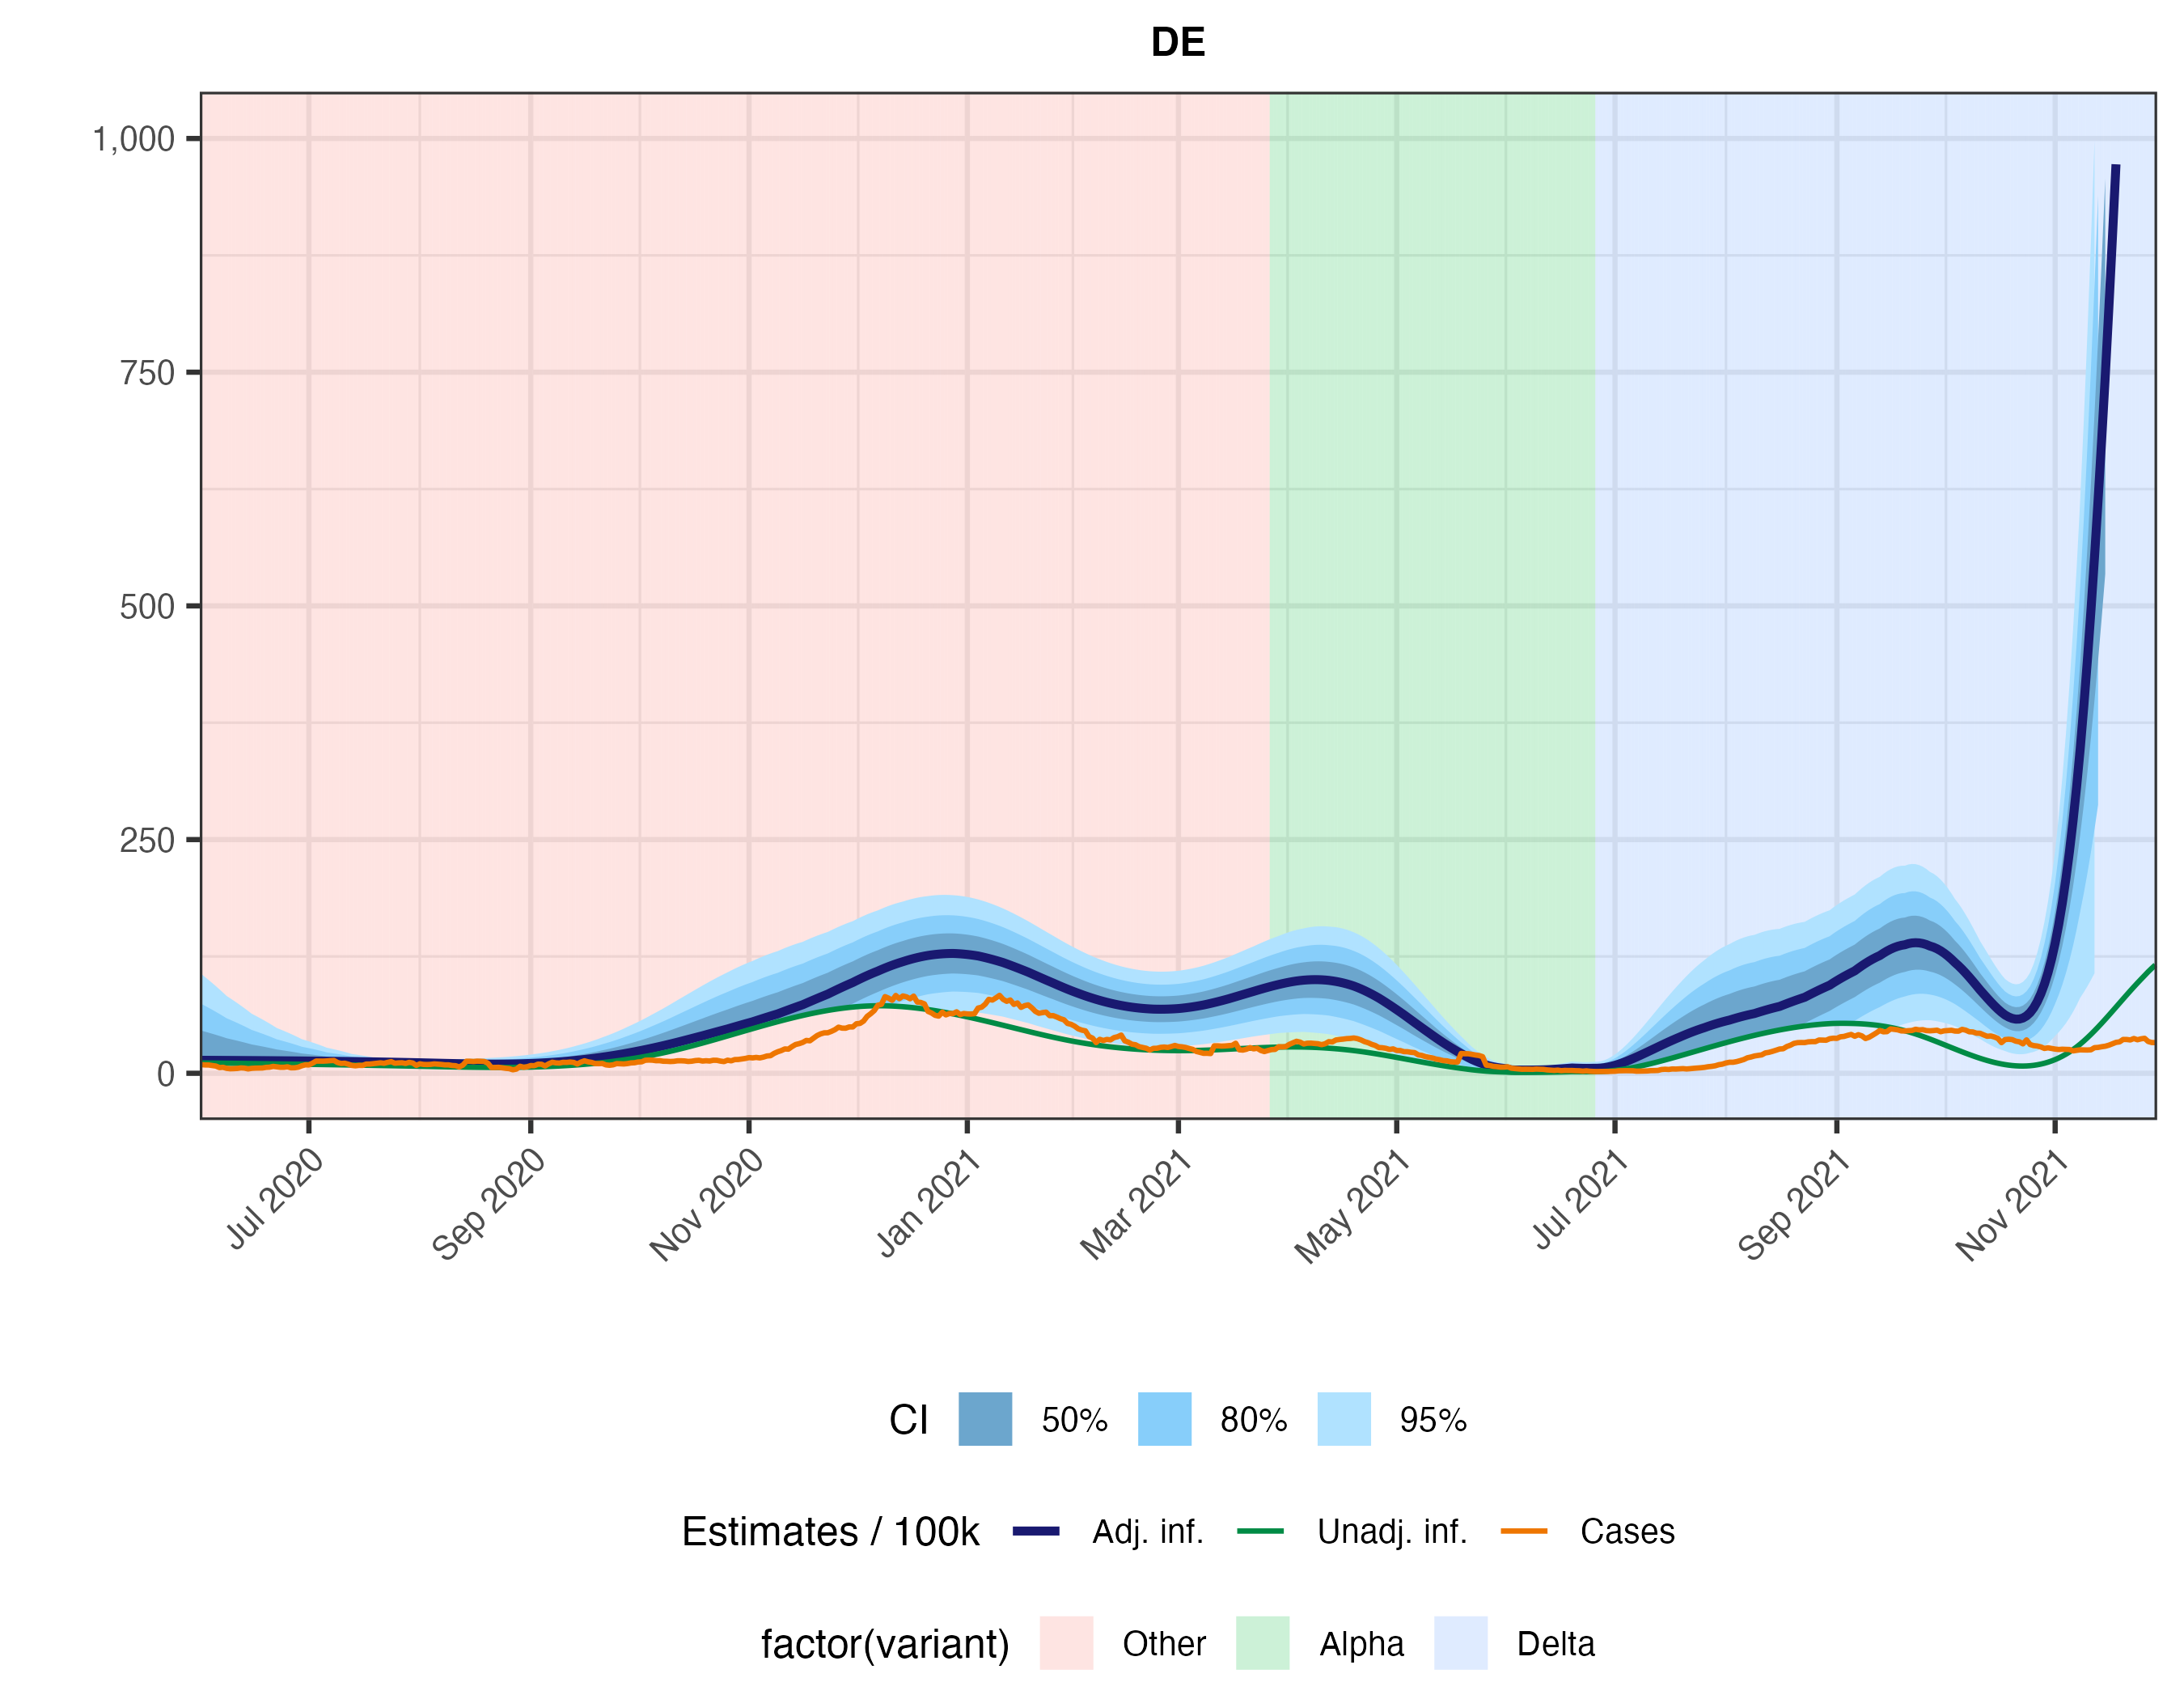 DE
1,000
750
500
250
0
Jul 2020
Sep 2020
Nov 2020
Jan 2021
Mar 2021
May 2021
Jul 2021
Sep 2021
Nov 2021
CI 50% 80% 95%
Estimates / 100k Adj. inf. Unadj. inf. Cases
factor(variant) Other Alpha Delta